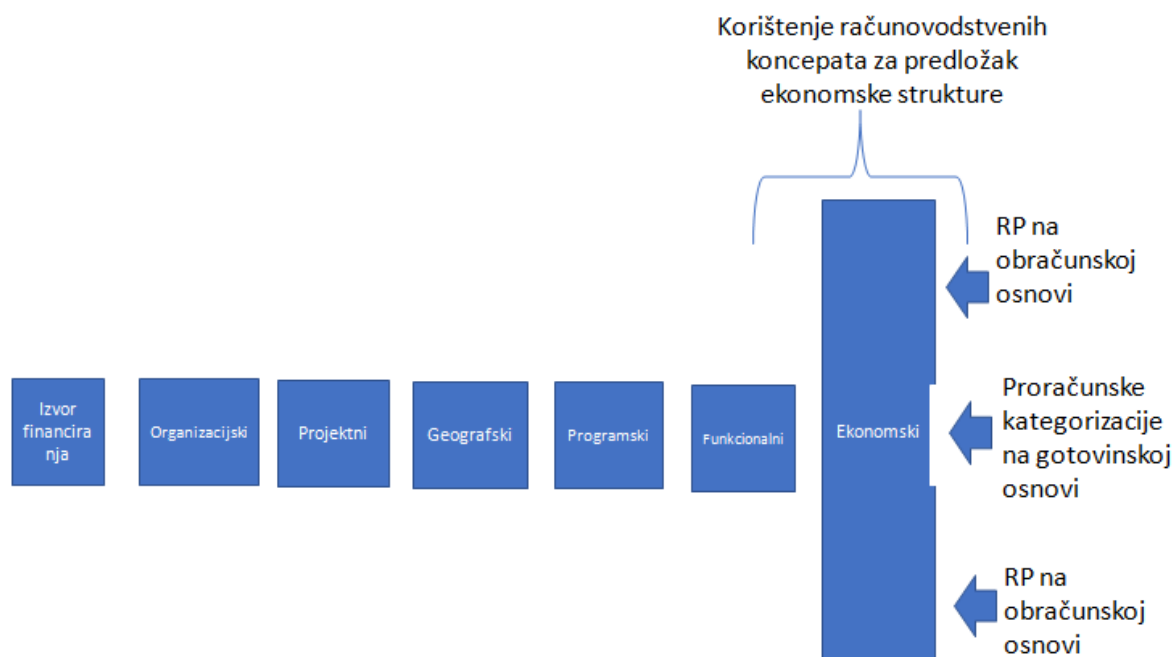 Korištenje računovodstvenih
koncepata za predložak
ekonomske strukture
RP na
obračunskoj
osnovi
Izvor
financira
nja
Organizacijski
Projektni
Geografski
Programski
Funkcionalni
Ekonomski
Proračunske
kategorizacije
na gotovinskoj
osnovi
RP na
obračunskoj
osnovi